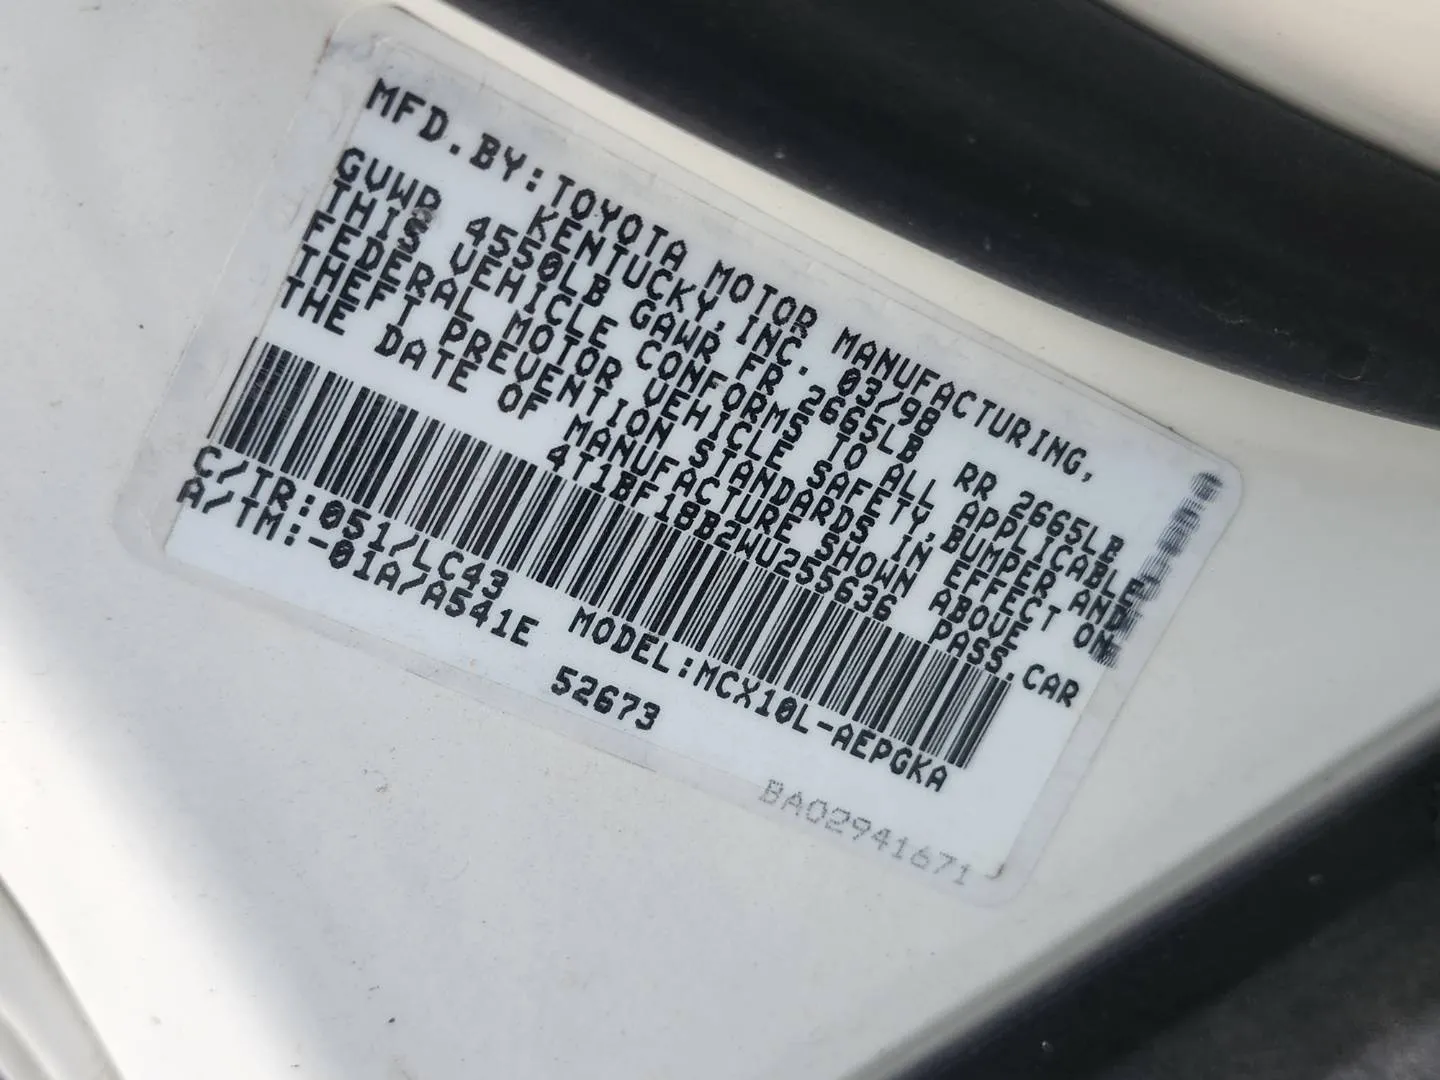 MFD.BY:TOYOTA MOTOR MANUFACTURING,
KENTUCKY,INC. 03/98
GVWR 4550LB GAWR FR 2665LB RR 2665LB
THIS VEHICLE CONFORMS TO ALL APPLICABLE
FEDERAL MOTOR VEHICLE SAFETY,BUMPER AND
THEFT PREVENTION STANDARDS IN EFFECT ON
THE DATE OF MANUFACTURE SHOWN ABOVE
4T1BF18B2WU255636 PASS.CAR
C/TR:051/LC43 MODEL:MCX10L-AEPGKA
A/TM:-01A/A541E
52673
BA02941671